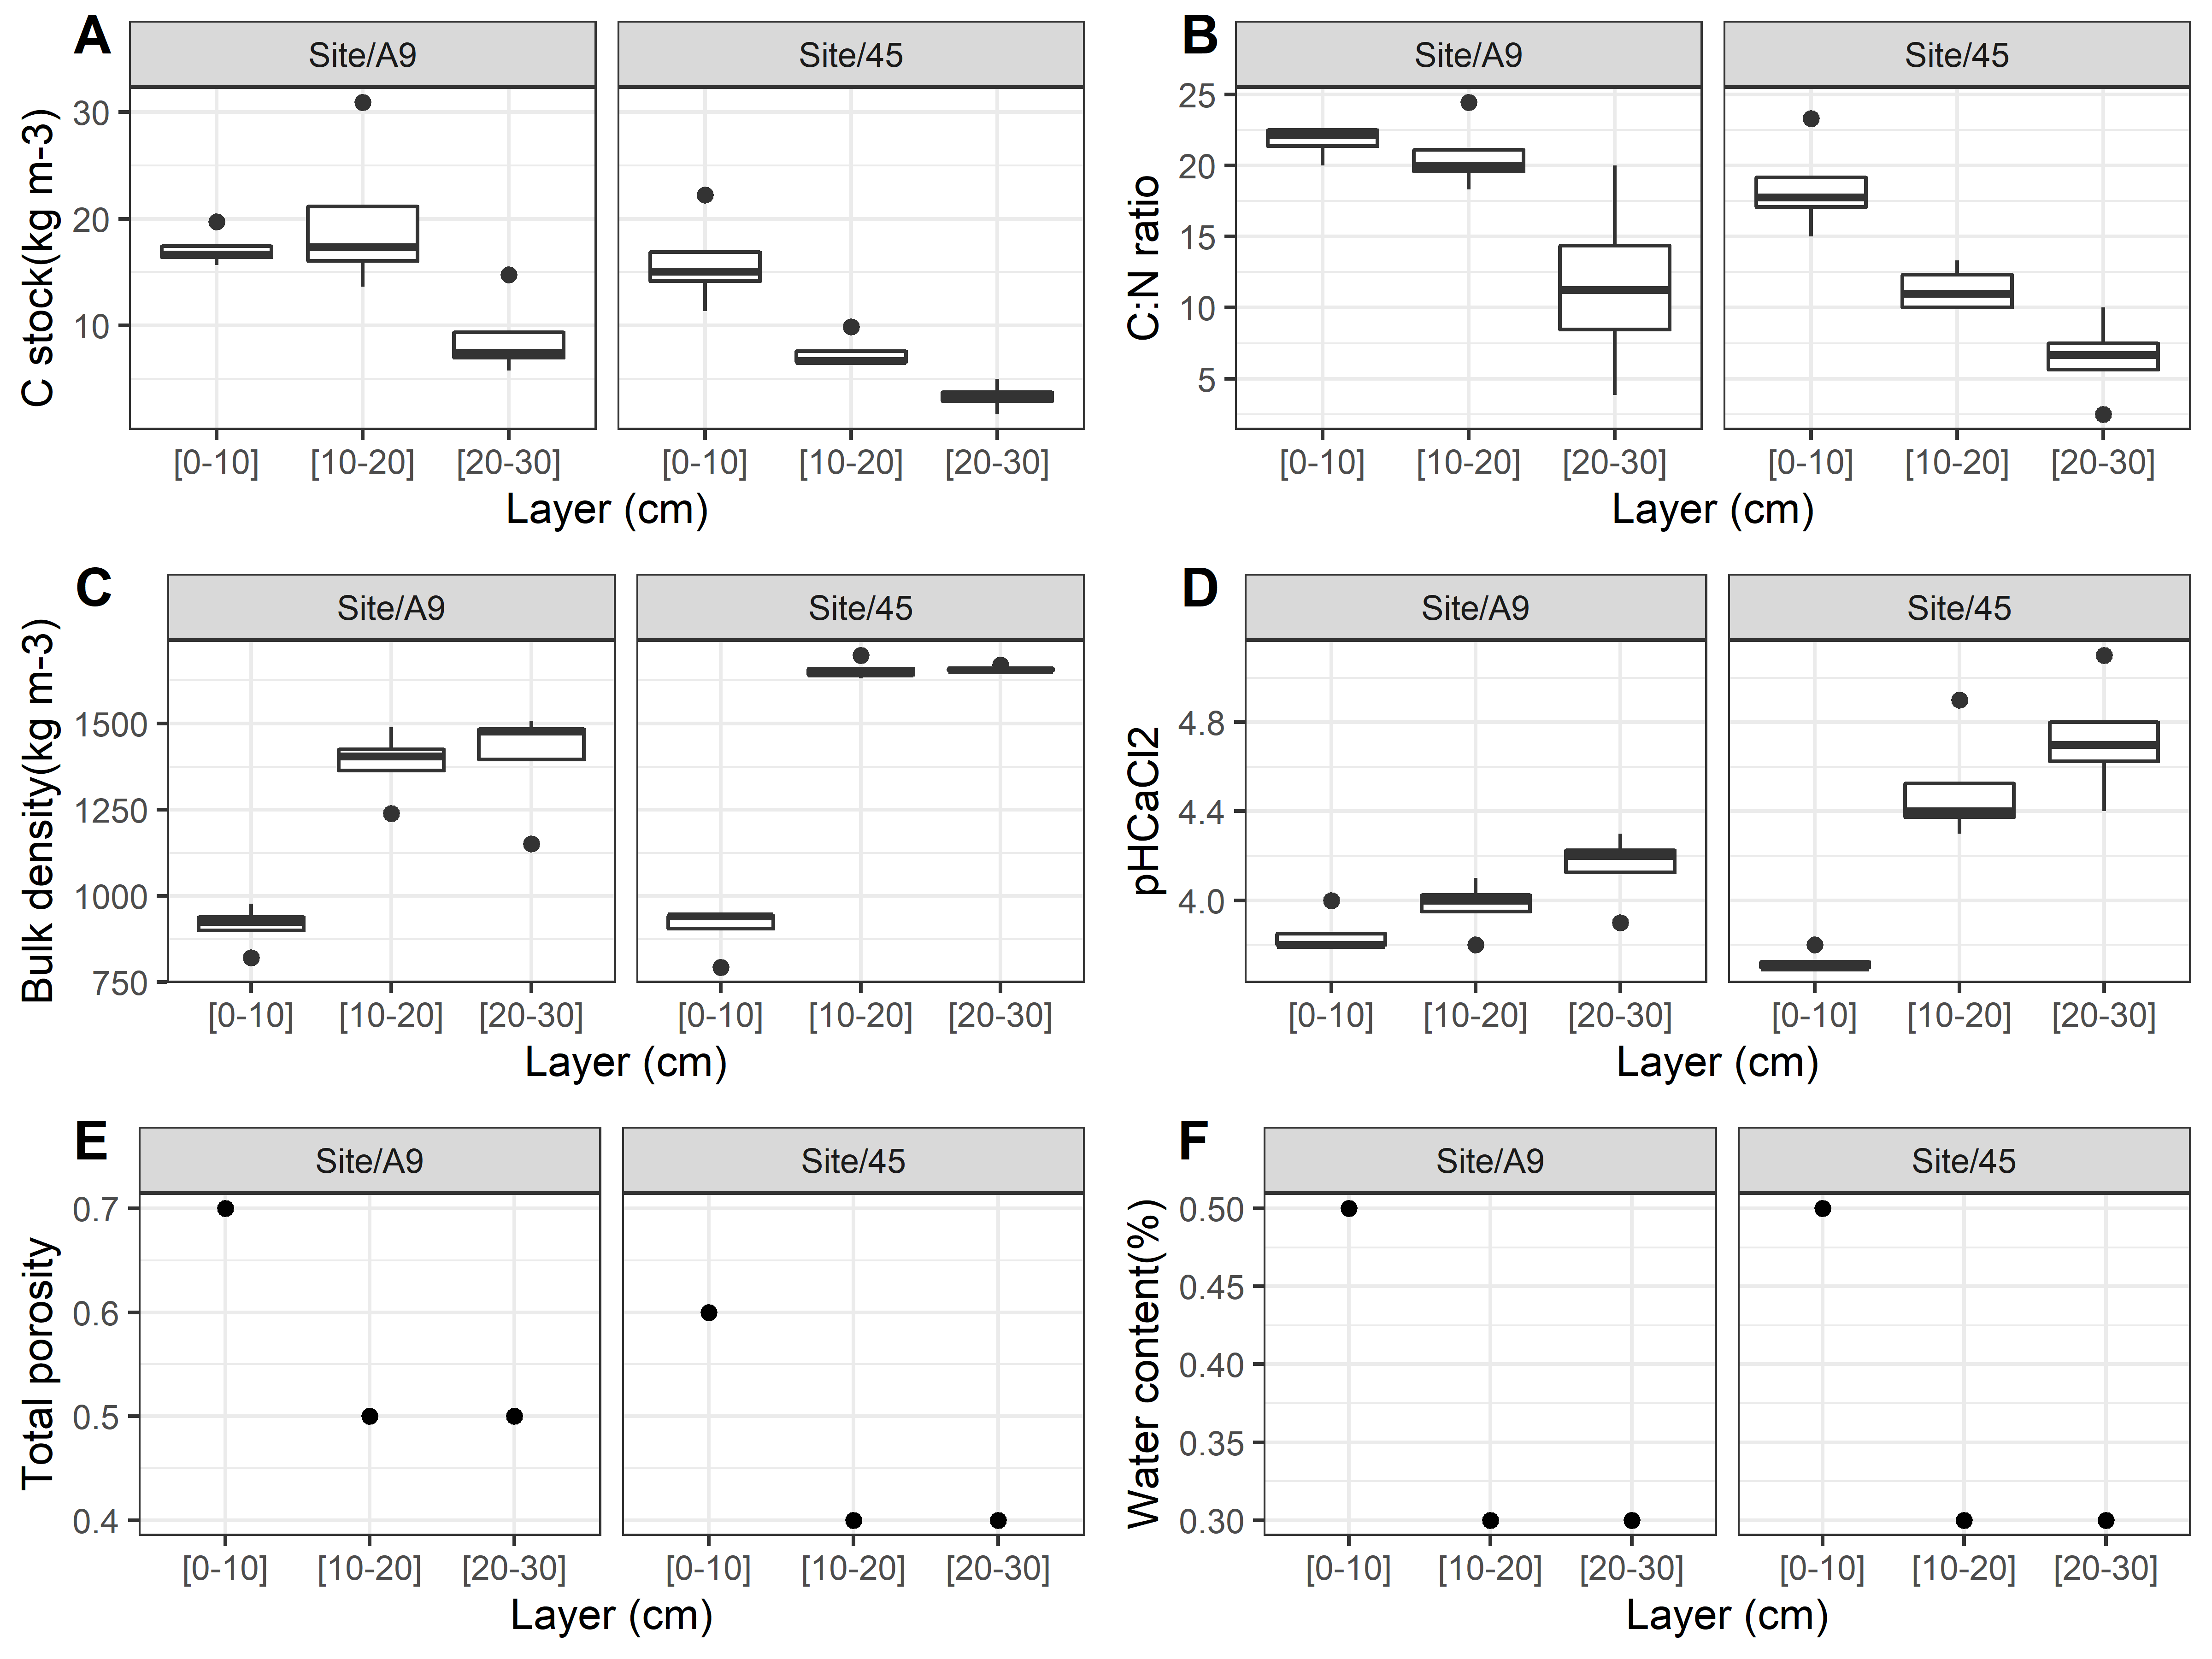 A
Site/A9 Site/45
C stock(kg m-3)
30
20
10
[0-10] [10-20] [20-30] [0-10] [10-20] [20-30]
Layer (cm)
B
Site/A9 Site/45
C:N ratio
25
20
15
10
5
[0-10] [10-20] [20-30] [0-10] [10-20] [20-30]
Layer (cm)
C
Site/A9 Site/45
Bulk density(kg m-3)
1500
1250
1000
750
[0-10] [10-20] [20-30] [0-10] [10-20] [20-30]
Layer (cm)
D
Site/A9 Site/45
pHCaCl2
4.8
4.4
4.0
[0-10] [10-20] [20-30] [0-10] [10-20] [20-30]
Layer (cm)
E
Site/A9 Site/45
Total porosity
0.7
0.6
0.5
0.4
[0-10] [10-20] [20-30] [0-10] [10-20] [20-30]
Layer (cm)
F
Site/A9 Site/45
Water content(%)
0.50
0.45
0.40
0.35
0.30
[0-10] [10-20] [20-30] [0-10] [10-20] [20-30]
Layer (cm)